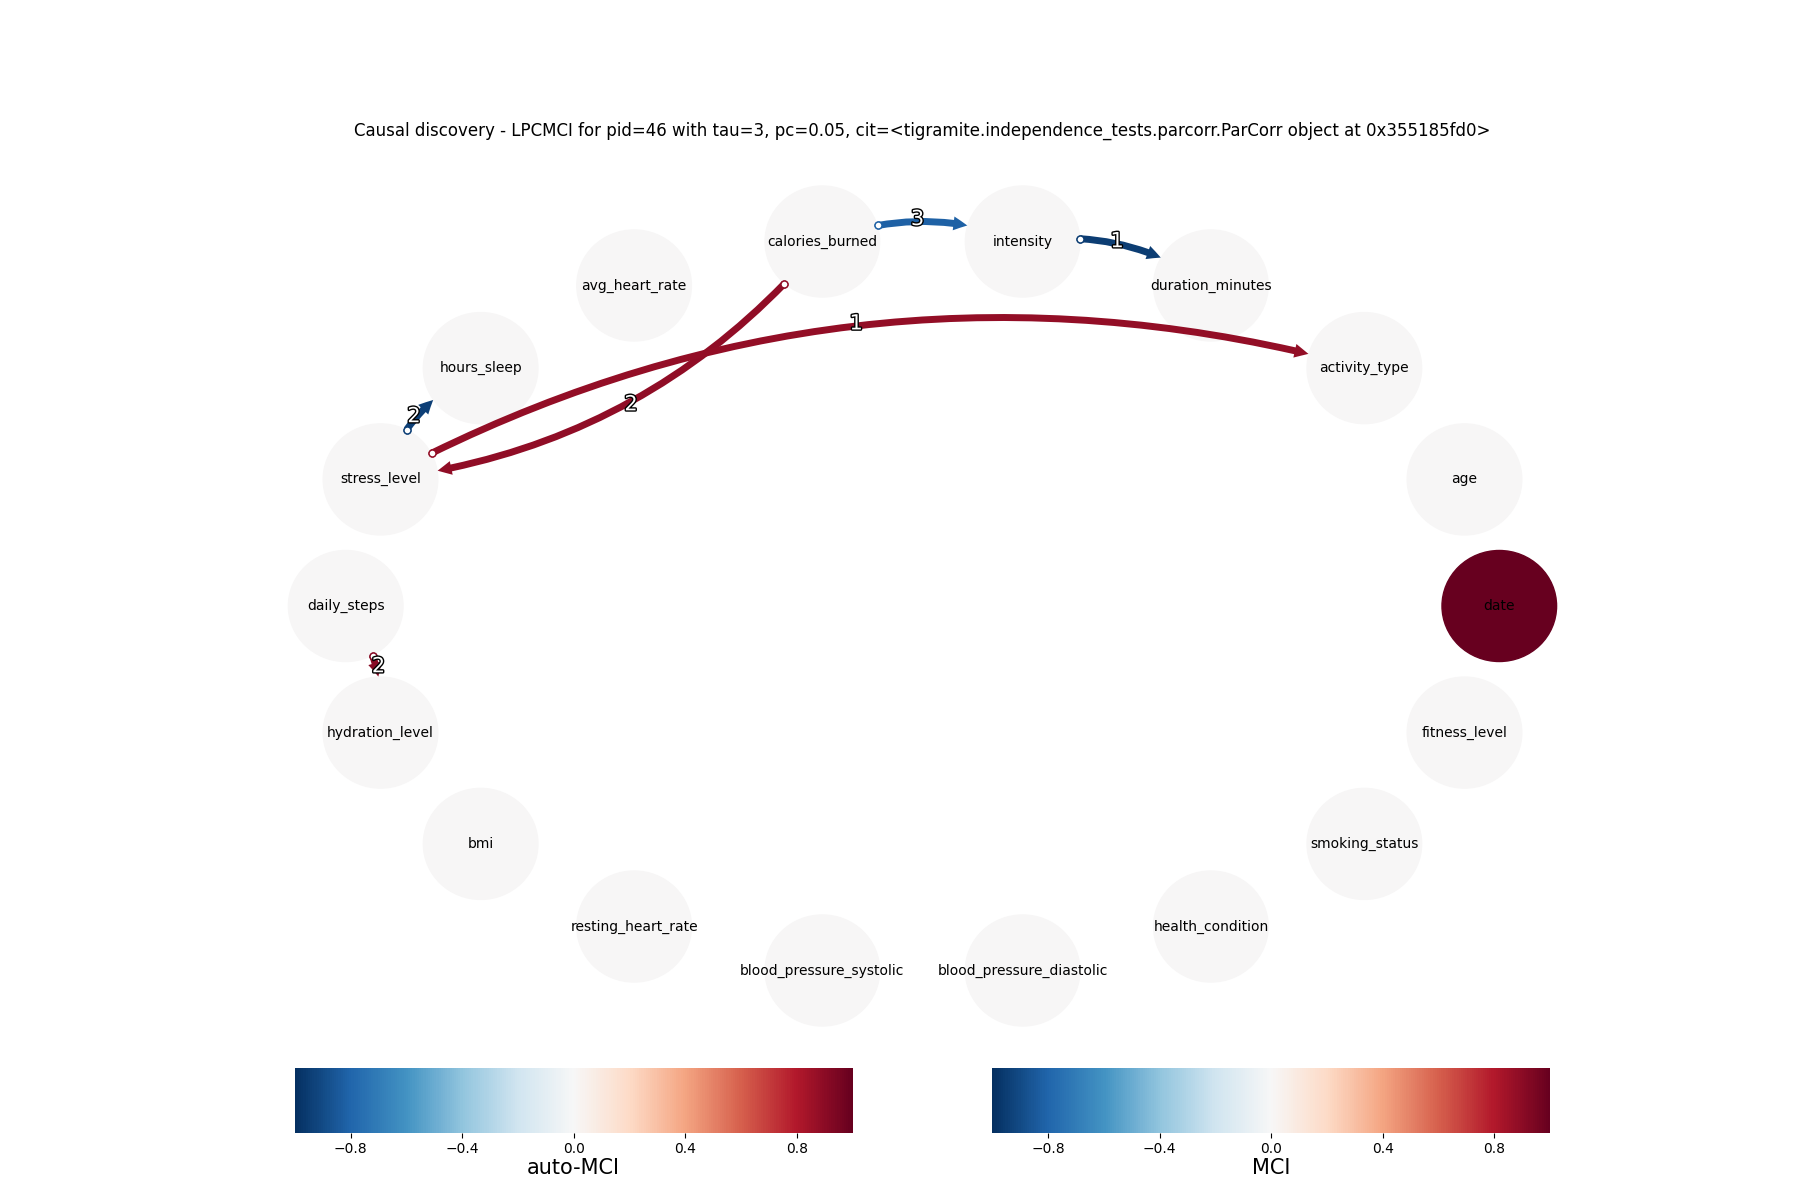 Causal discovery - LPCMCI for pid=46 with tau=3, pc=0.05, cit=<tigramite.independence_tests.parcorr.ParCorr object at 0x355185fd0>
3
calories_burned
intensity
1
avg_heart_rate
duration_minutes
1
hours_sleep
activity_type
2
2
stress_level
age
daily_steps
date
2
hydration_level
fitness_level
bmi
smoking_status
resting_heart_rate
health_condition
blood_pressure_systolic
blood_pressure_diastolic
−0.8 −0.4 0.0 0.4 0.8
auto-MCI
−0.8 −0.4 0.0 0.4 0.8
MCI